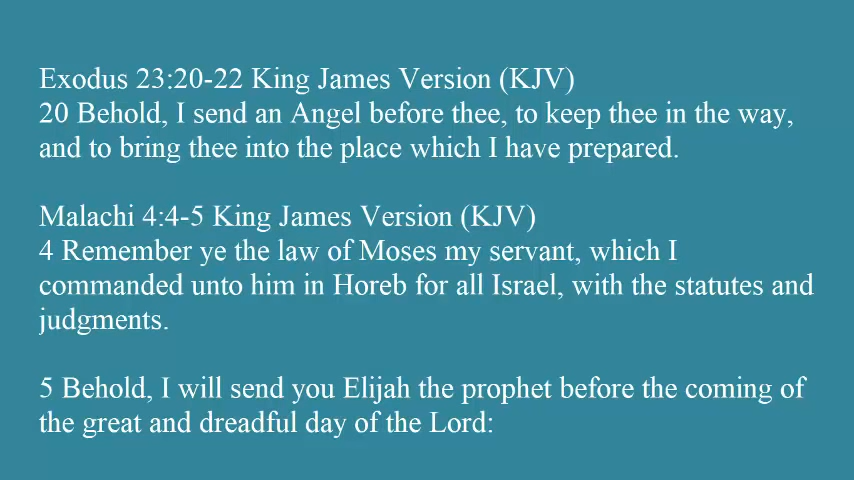 Exodus 23:20-22 King James Version (KJV)
20 Behold, I send an Angel before thee, to keep thee in the way,
and to bring thee into the place which I have prepared.
Malachi 4:4-5 King James Version (KJV)
4 Remember ye the law of Moses my servant, which I
commanded unto him in Horeb for all Israel, with the statutes and
judgments.
5 Behold, I will send you Elijah the prophet before the coming of
the great and dreadful day of the Lord: